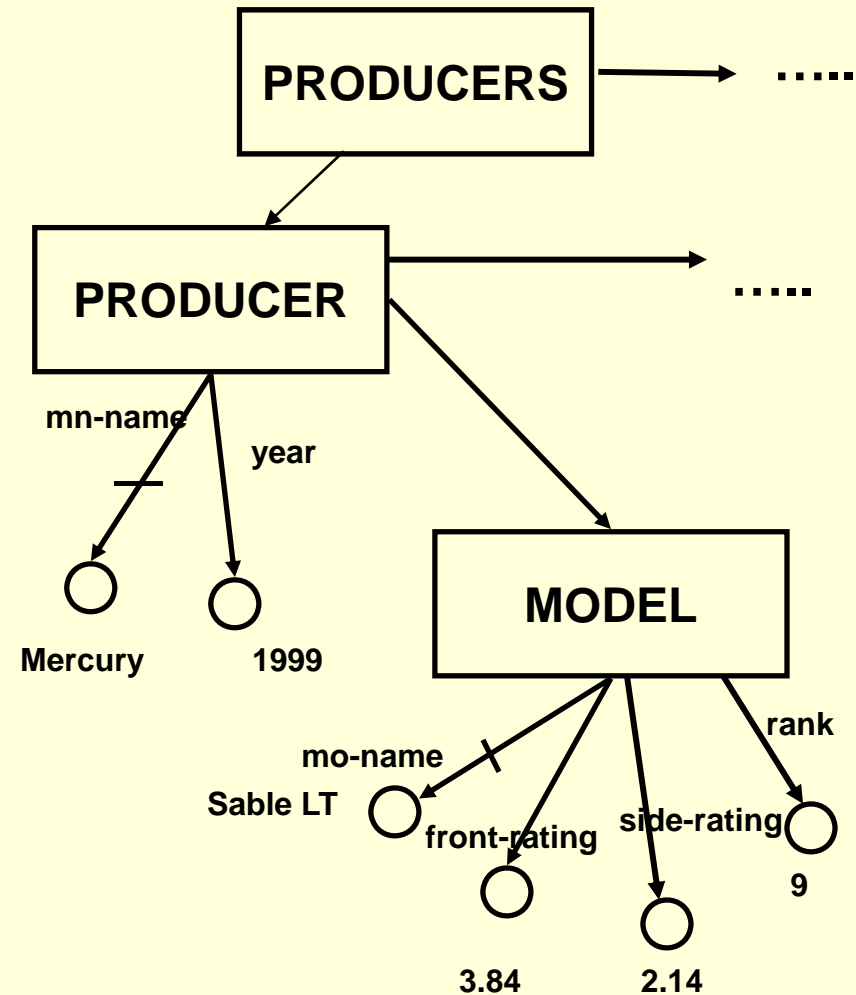 PRODUCERS
......
PRODUCER
.....
mn-name
year
Mercury
1999
MODEL
mo-name
rank
Sable LT
front-rating
side-rating
9
3.84
2.14